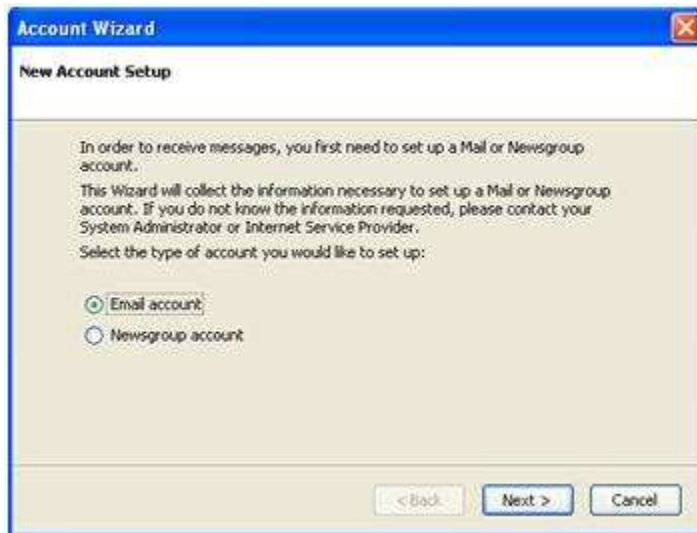 Account Wizard
New Account Setup
In order to receive messages, you first need to set up a Mail or Newsgroup
account.
This Wizard will collect the information necessary to set up a Mail or Newsgroup
account. If you do not know the information requested, please contact your
System Administrator or Internet Service Provider.
Select the type of account you would like to set up:
Email account
Newsgroup account
< Back
Next >
Cancel